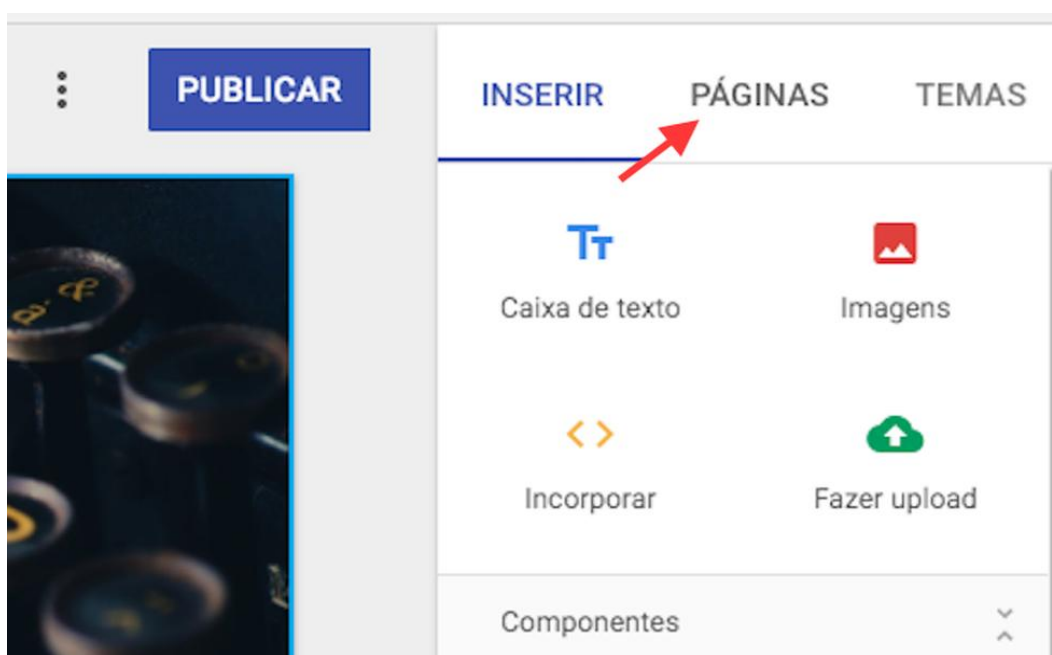 PUBLICAR
INSERIR PÁGINAS TEMAS
Tт
Caixa de texto Imagens
Incorporar Fazer upload
Componentes